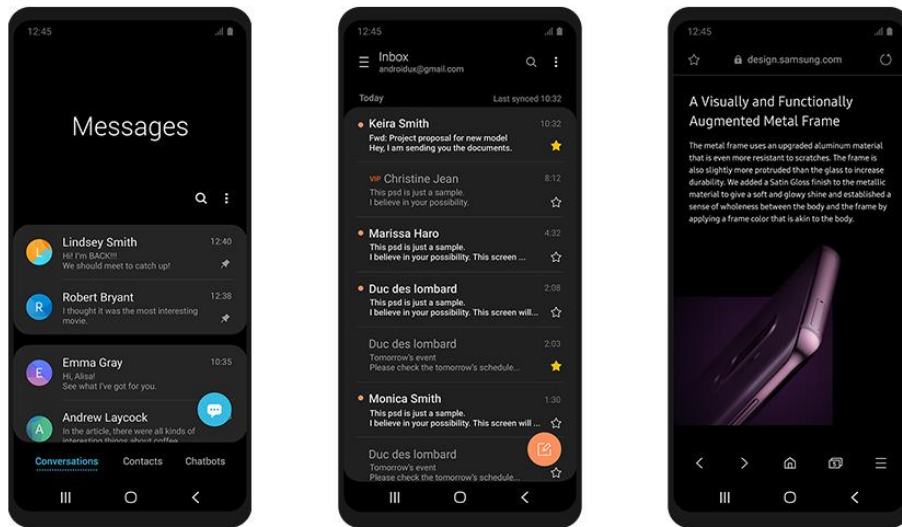 12:45
Messages
Lindsey Smith 12:40
Hi! I'm BACK!!!
We should meet to catch up!
Robert Bryant 12:38
I thought it was the most interesting
movie.
Emma Gray 10:35
Hi, Alisa!
See what I've got for you.
Andrew Laycock
In the article, there were all kinds of
interesting things about coffee
Conversations Contacts Chatbots
12:45
Inbox
androidux@gmail.com
Today Last synced 10:32
Keira Smith 10:32
Fwd: Project proposal for new model
Hey, I am sending you the documents.
VIP Christine Jean 8:12
This psd is just a sample.
I believe in your possibility.
Marissa Haro 4:32
This psd is just a sample.
I believe in your possibility. This screen ...
Duc des lombard 2:08
This psd is just a sample.
I believe in your possibility. This screen will...
Duc des lombard 2:03
Tomorrow's event
Please check the tomorrow's schedule...
Monica Smith 1:30
This psd is just a sample.
I believe in your possibility. This screen will ...
Duc des lombard
Tomorrow's event
Please check the tomorrow's schedule...
12:45
design.samsung.com
A Visually and Functionally
Augmented Metal Frame
The metal frame uses an upgraded aluminum material
that is even more resistant to scratches. The frame is
also slightly more protruded than the glass to increase
durability. We added a Satin Gloss finish to the metallic
material to give a soft and glowy shine and established a
sense of wholeness between the body and the frame by
applying a frame color that is akin to the body.